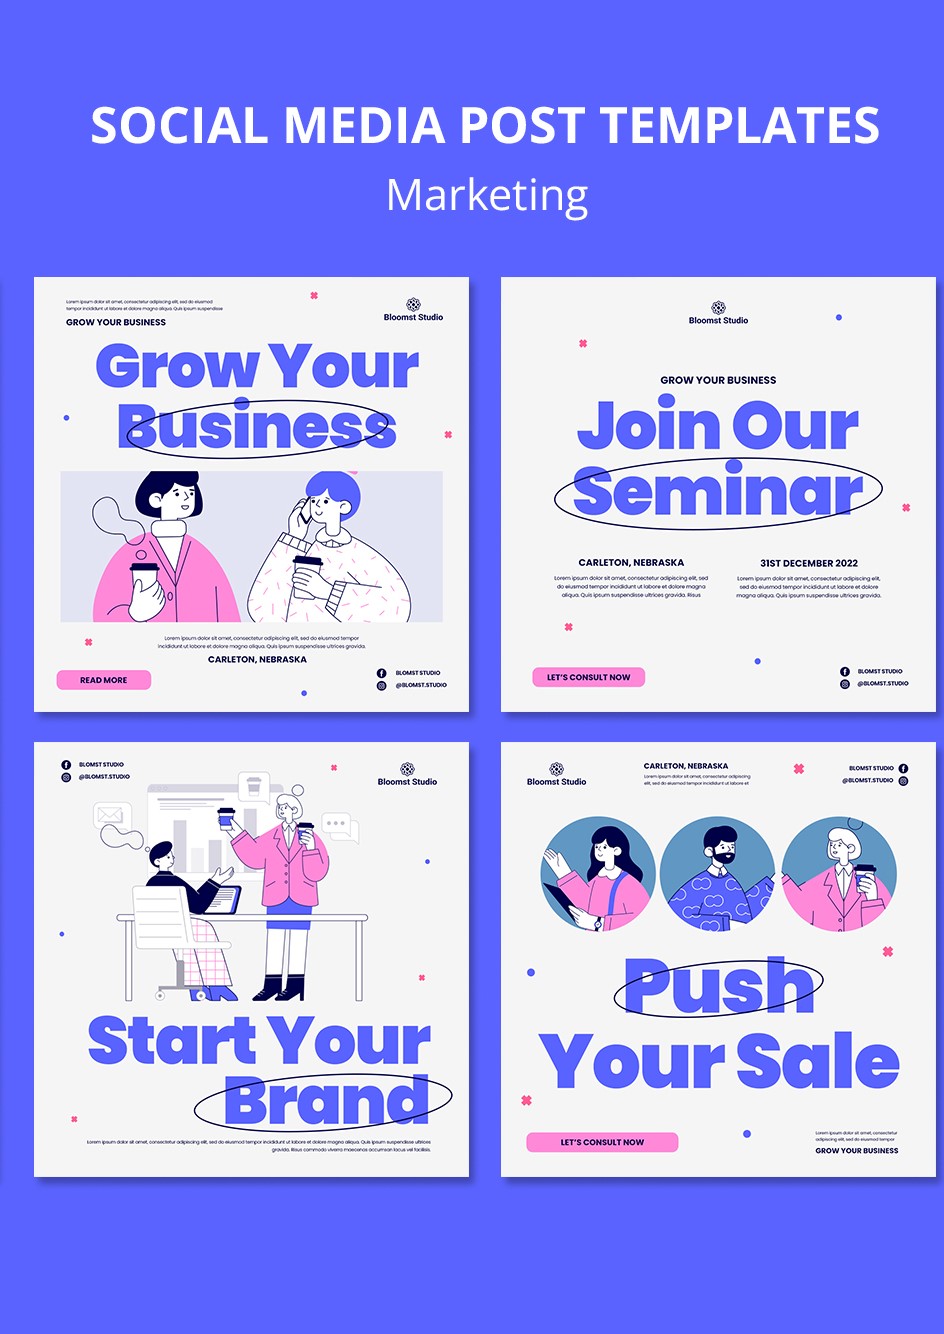 SOCIAL MEDIA POST TEMPLATES
Marketing
Lorem ipsum dolor sit amet, consectetur adipiscing elit, sed do eiusmod
tempor incididunt ut labore et dolore magna aliqua. Quis ipsum suspendisse
GROW YOUR BUSINESS
Bloomst Studio
Grow Your
Business
Lorem ipsum dolor sit amet, consectetur adipiscing elit, sed do eiusmod tempor
incididunt ut labore et dolore magna aliqua. Quis ipsum suspendisse ultrices gravida.
CARLETON, NEBRASKA
READ MORE
BLOMST STUDIO
@BLOMST.STUDIO
Bloomst Studio
GROW YOUR BUSINESS
Join Our
Seminar
CARLETON, NEBRASKA
Lorem ipsum dolor sit amet, consectetur adipiscing elit, sed
do eiusmod tempor incididunt ut labore et dolore magna
aliqua. Quis ipsum suspendisse ultrices gravida. Risus
31ST DECEMBER 2022
Lorem ipsum dolor sit amet, consectetur adipiscing elit,
sed do eiusmod tempor incididunt ut labore et dolore
magna aliqua. Quis ipsum suspendisse ultrices gravida.
LET'S CONSULT NOW
BLOMST STUDIO
@BLOMST.STUDIO
BLOMST STUDIO
@BLOMST.STUDIO
Bloomst Studio
Start Your
Brand
Lorem ipsum dolor sit amet, consectetur adipiscing elit, sed do eiusmod tempor incididunt ut labore et dolore magna aliqua. Quis ipsum suspendisse ultrices
gravida. Risus commodo viverra maecenas accumsan lacus vel facilisis.
Bloomst Studio
CARLETON, NEBRASKA
Lorem ipsum dolor sit amet, consectetur adipiscing
elit, sed do eiusmod tempor incididunt ut labore et
BLOMST STUDIO
@BLOMST.STUDIO
Push
Your Sale
LET'S CONSULT NOW
Lorem ipsum dolor sit amet, consectetur
adipiscing elit, sed do eiusmod tempor
GROW YOUR BUSINESS